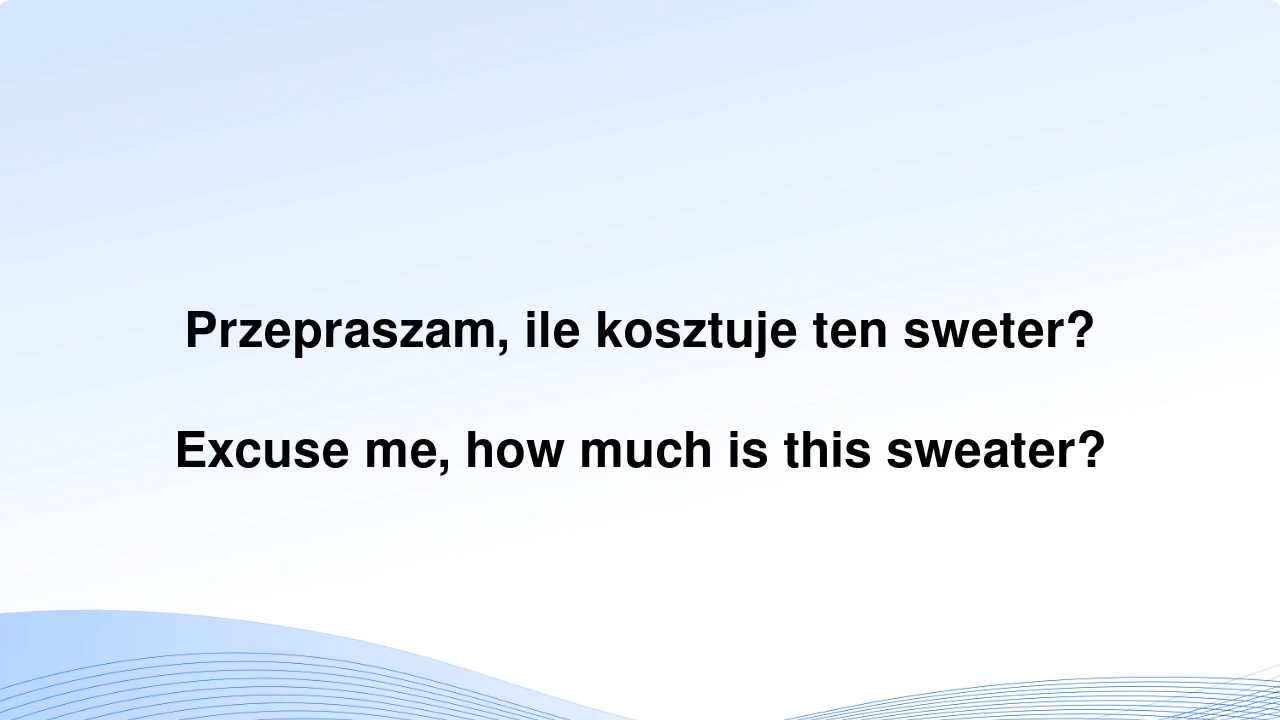 Przepraszam, ile kosztuje ten sweter?
Excuse me, how much is this sweater?